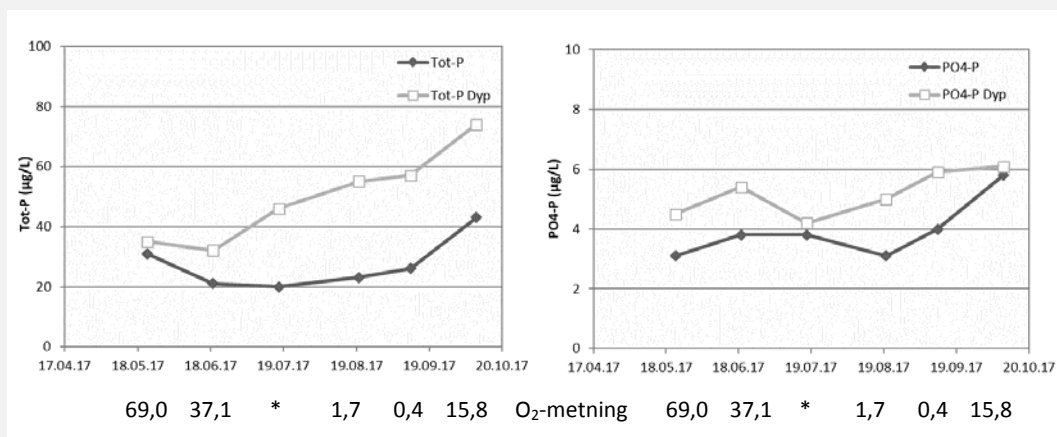 100
80
60
40
20
0
Tot-P (µg/L)
Tot-P
Tot-P Dyp
17.04.17 18.05.17 18.06.17 19.07.17 19.08.17 19.09.17 20.10.17
10
8
6
4
2
0
PO4-P (µg/L)
PO4-P
PO4-P Dyp
17.04.17 18.05.17 18.06.17 19.07.17 19.08.17 19.09.17 20.10.17
69,0 37,1 * 1,7 0,4 15,8 O₂-metning 69,0 37,1 * 1,7 0,4 15,8